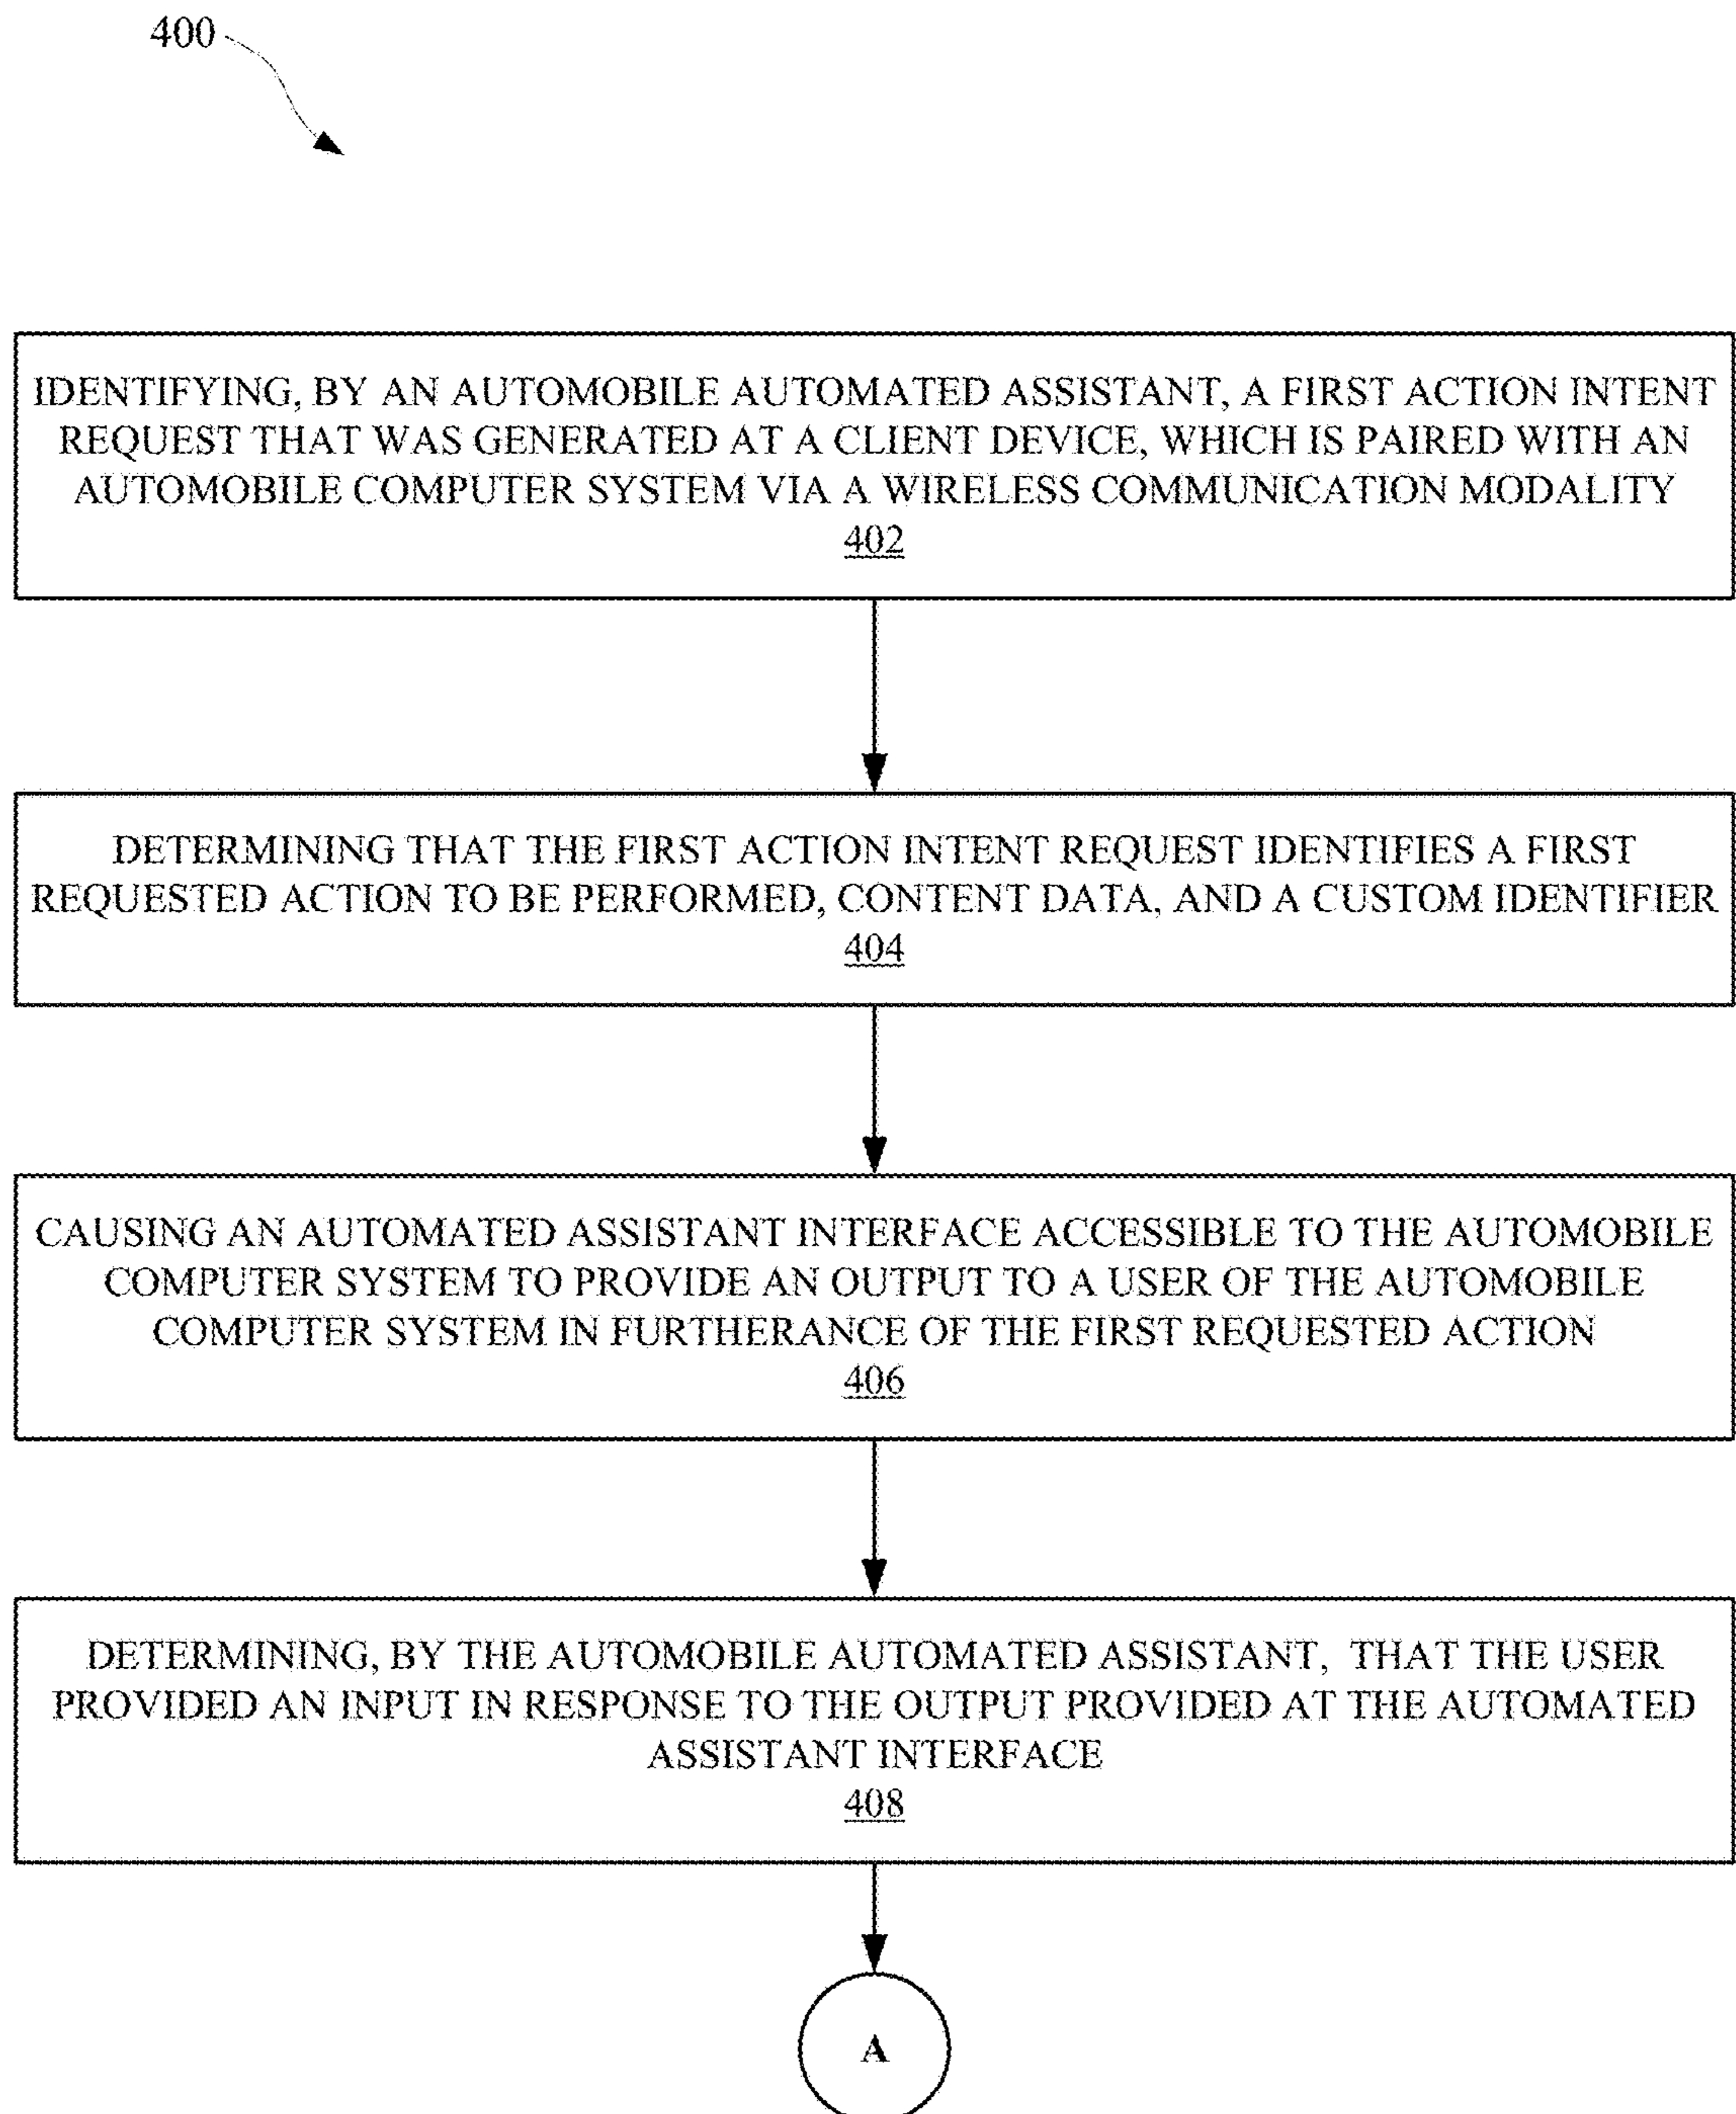 400
IDENTIFYING, BY AN AUTOMOBILE AUTOMATED ASSISTANT, A FIRST ACTION INTENT
REQUEST THAT WAS GENERATED AT A CLIENT DEVICE, WHICH IS PAIRED WITH AN
AUTOMOBILE COMPUTER SYSTEM VIA A WIRELESS COMMUNICATION MODALITY
402
DETERMINING THAT THE FIRST ACTION INTENT REQUEST IDENTIFIES A FIRST
REQUESTED ACTION TO BE PERFORMED, CONTENT DATA, AND A CUSTOM IDENTIFIER
404
CAUSING AN AUTOMATED ASSISTANT INTERFACE ACCESSIBLE TO THE AUTOMOBILE
COMPUTER SYSTEM TO PROVIDE AN OUTPUT TO A USER OF THE AUTOMOBILE
COMPUTER SYSTEM IN FURTHERANCE OF THE FIRST REQUESTED ACTION
406
DETERMINING, BY THE AUTOMOBILE AUTOMATED ASSISTANT, THAT THE USER
PROVIDED AN INPUT IN RESPONSE TO THE OUTPUT PROVIDED AT THE AUTOMATED
ASSISTANT INTERFACE
408
A